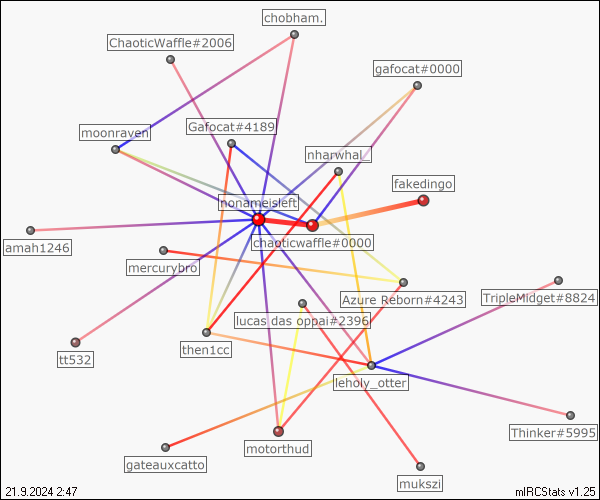 chobham.
ChaoticWaffle#2006
gafocat#0000
moonraven
Gafocat#4189
nharwhal_
fakedingo
nonameisleft
chaoticwaffle#0000
amah1246
mercurybro
Azure Reborn#4243
TripleMidget#8824
lucas das oppai#2396
then1cc
tt532
leholy_otter
Thinker#5995
motorthud
gateauxcatto
mukszi
21.9.2024 2:47
mIRCStats v1.25